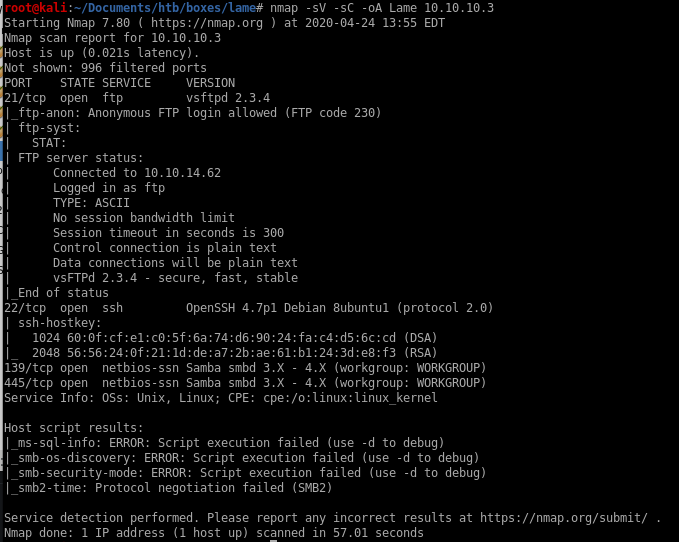 root@kali:~/Documents/htb/boxes/lame# nmap -sV -sC -oA Lame 10.10.10.3
Starting Nmap 7.80 ( https://nmap.org ) at 2020-04-24 13:55 EDT
Nmap scan report for 10.10.10.3
Host is up (0.021s latency).
Not shown: 996 filtered ports
PORT    STATE SERVICE     VERSION
21/tcp  open  ftp         vsftpd 2.3.4
|_ftp-anon: Anonymous FTP login allowed (FTP code 230)
| ftp-syst:
|   STAT:
| FTP server status:
|      Connected to 10.10.14.62
|      Logged in as ftp
|      TYPE: ASCII
|      No session bandwidth limit
|      Session timeout in seconds is 300
|      Control connection is plain text
|      Data connections will be plain text
|      vsFTPd 2.3.4 - secure, fast, stable
|_End of status
22/tcp  open  ssh         OpenSSH 4.7p1 Debian 8ubuntu1 (protocol 2.0)
| ssh-hostkey:
|   1024 60:0f:cf:e1:c0:5f:6a:74:d6:90:24:fa:c4:d5:6c:cd (DSA)
|_  2048 56:56:24:0f:21:1d:de:a7:2b:ae:61:b1:24:3d:e8:f3 (RSA)
139/tcp open  netbios-ssn Samba smbd 3.X - 4.X (workgroup: WORKGROUP)
445/tcp open  netbios-ssn Samba smbd 3.X - 4.X (workgroup: WORKGROUP)
Service Info: OSs: Unix, Linux; CPE: cpe:/o:linux:linux_kernel

Host script results:
|_ms-sql-info: ERROR: Script execution failed (use -d to debug)
|_smb-os-discovery: ERROR: Script execution failed (use -d to debug)
|_smb-security-mode: ERROR: Script execution failed (use -d to debug)
|_smb2-time: Protocol negotiation failed (SMB2)

Service detection performed. Please report any incorrect results at https://nmap.org/submit/ .
Nmap done: 1 IP address (1 host up) scanned in 57.01 seconds